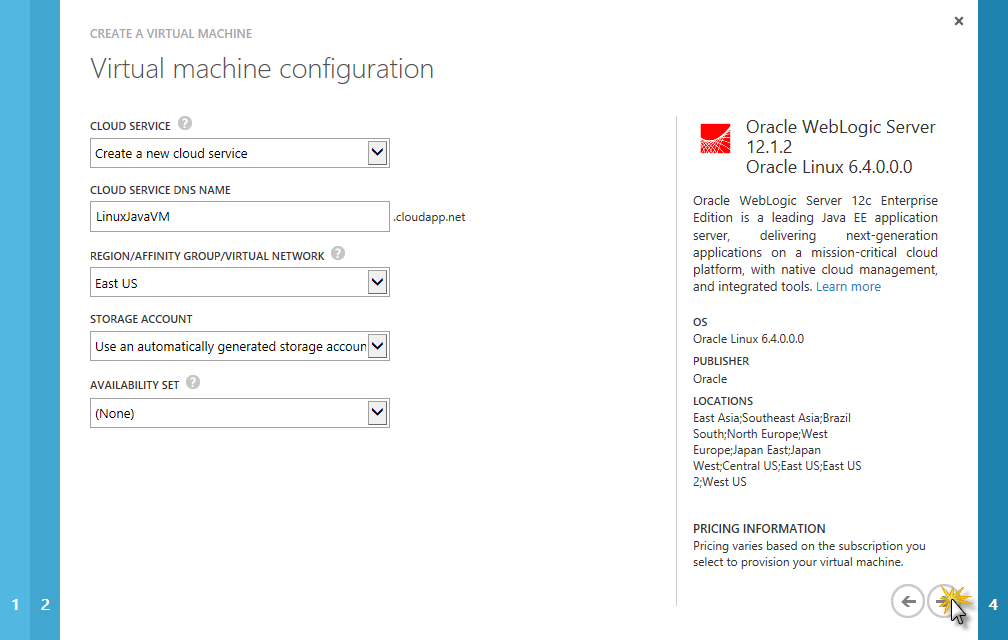 CREATE A VIRTUAL MACHINE
Virtual machine configuration
CLOUD SERVICE ?
Create a new cloud service
CLOUD SERVICE DNS NAME
LinuxJavaVM .cloudapp.net
REGION/AFFINITY GROUP/VIRTUAL NETWORK ?
East US
STORAGE ACCOUNT
Use an automatically generated storage accoun
AVAILABILITY SET ?
(None)
Oracle WebLogic Server
12.1.2
Oracle Linux 6.4.0.0.0
Oracle WebLogic Server 12c Enterprise
Edition is a leading Java EE application
server, delivering next-generation
applications on a mission-critical cloud
platform, with native cloud management,
and integrated tools. Learn more
OS
Oracle Linux 6.4.0.0.0
PUBLISHER
Oracle
LOCATIONS
East Asia;Southeast Asia;Brazil
South;North Europe;West
Europe;Japan East;Japan
West;Central US;East US;East US
2;West US
PRICING INFORMATION
Pricing varies based on the subscription you
select to provision your virtual machine.
1 2 4